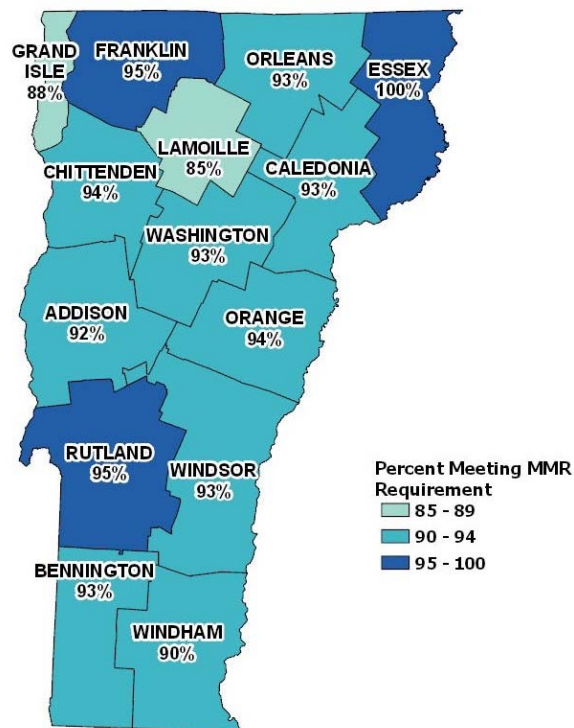 GRAND
ISLE
88%
FRANKLIN
95%
ORLEANS
93%
ESSEX
100%
LAMOILLE
85%
CHITTENDEN
94%
CALEDONIA
93%
WASHINGTON
93%
ADDISON
92%
ORANGE
94%
RUTLAND
95%
WINDSOR
93%
BENNINGTON
93%
WINDHAM
90%
Percent Meeting MMR
Requirement
85 - 89
90 - 94
95 - 100